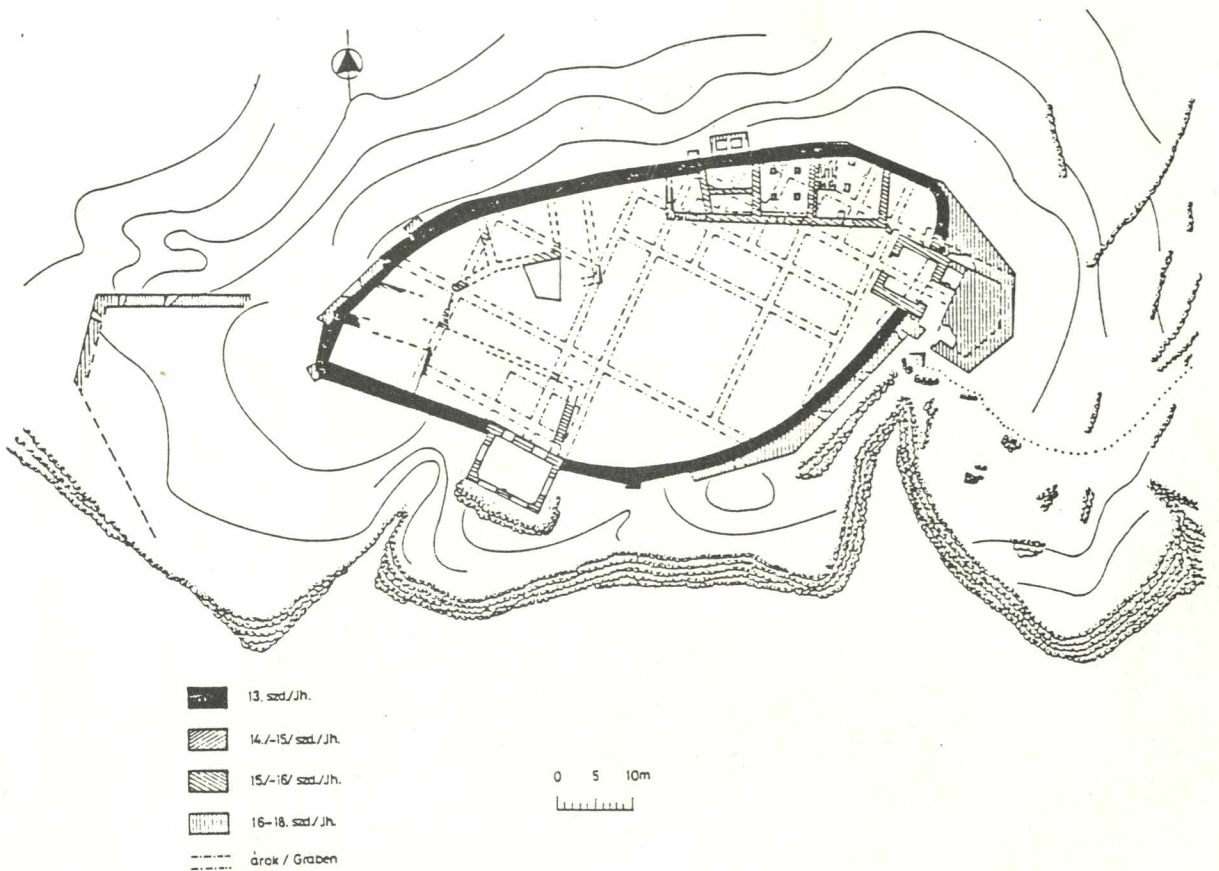 13. szd./Jh.
14./-15/ szd./Jh.
15./-16/ szd./Jh.
16-18. szd./Jh.
árok / Graben
0 5 10m